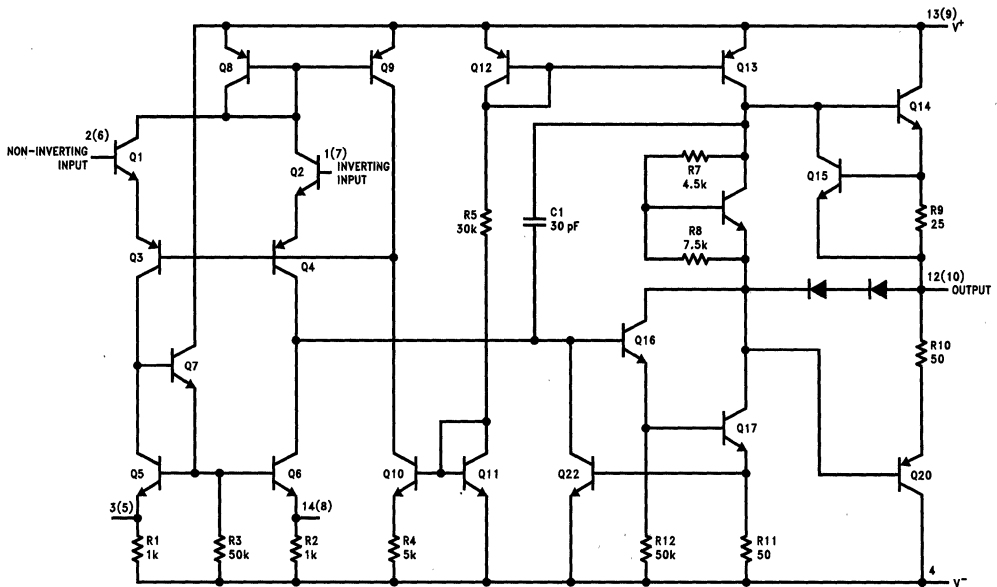 13(9)
V+
Q8
Q9
Q12
Q13
Q14
2(6)
NON-INVERTING
INPUT
Q1
1(7)
INVERTING
INPUT
Q2
R7
4.5k
Q15
R9
25
R5
30k
C1
30 pF
R8
7.5k
Q3
Q4
12(10)
OUTPUT
Q16
R10
50
Q7
Q17
Q5
Q6
Q10
Q11
Q22
Q20
3(5)
14(8)
R1
1k
R3
50k
R2
1k
R4
5k
R12
50k
R11
50
4
V-